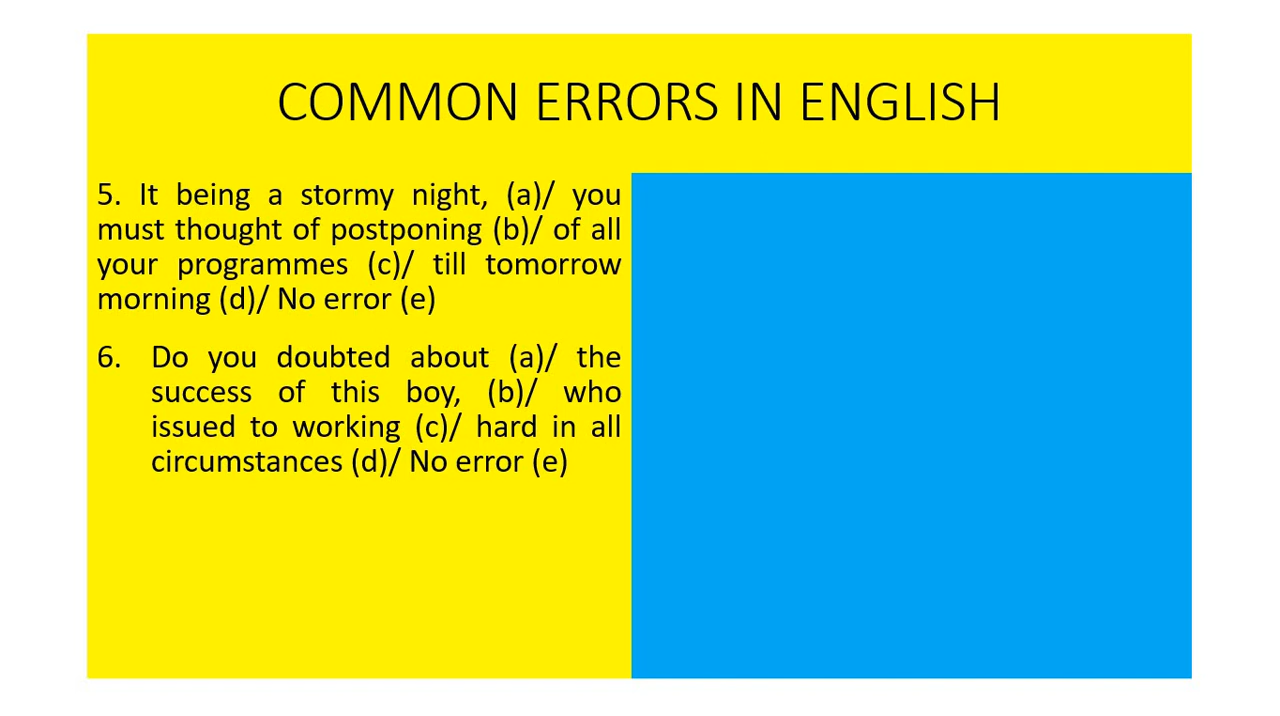 COMMON ERRORS IN ENGLISH
5. It being a stormy night, (a)/ you
must thought of postponing (b)/ of all
your programmes (c)/ till tomorrow
morning (d)/ No error (e)
6. Do you doubted about (a)/ the
success of this boy, (b)/ who
issued to working (c)/ hard in all
circumstances (d)/ No error (e)